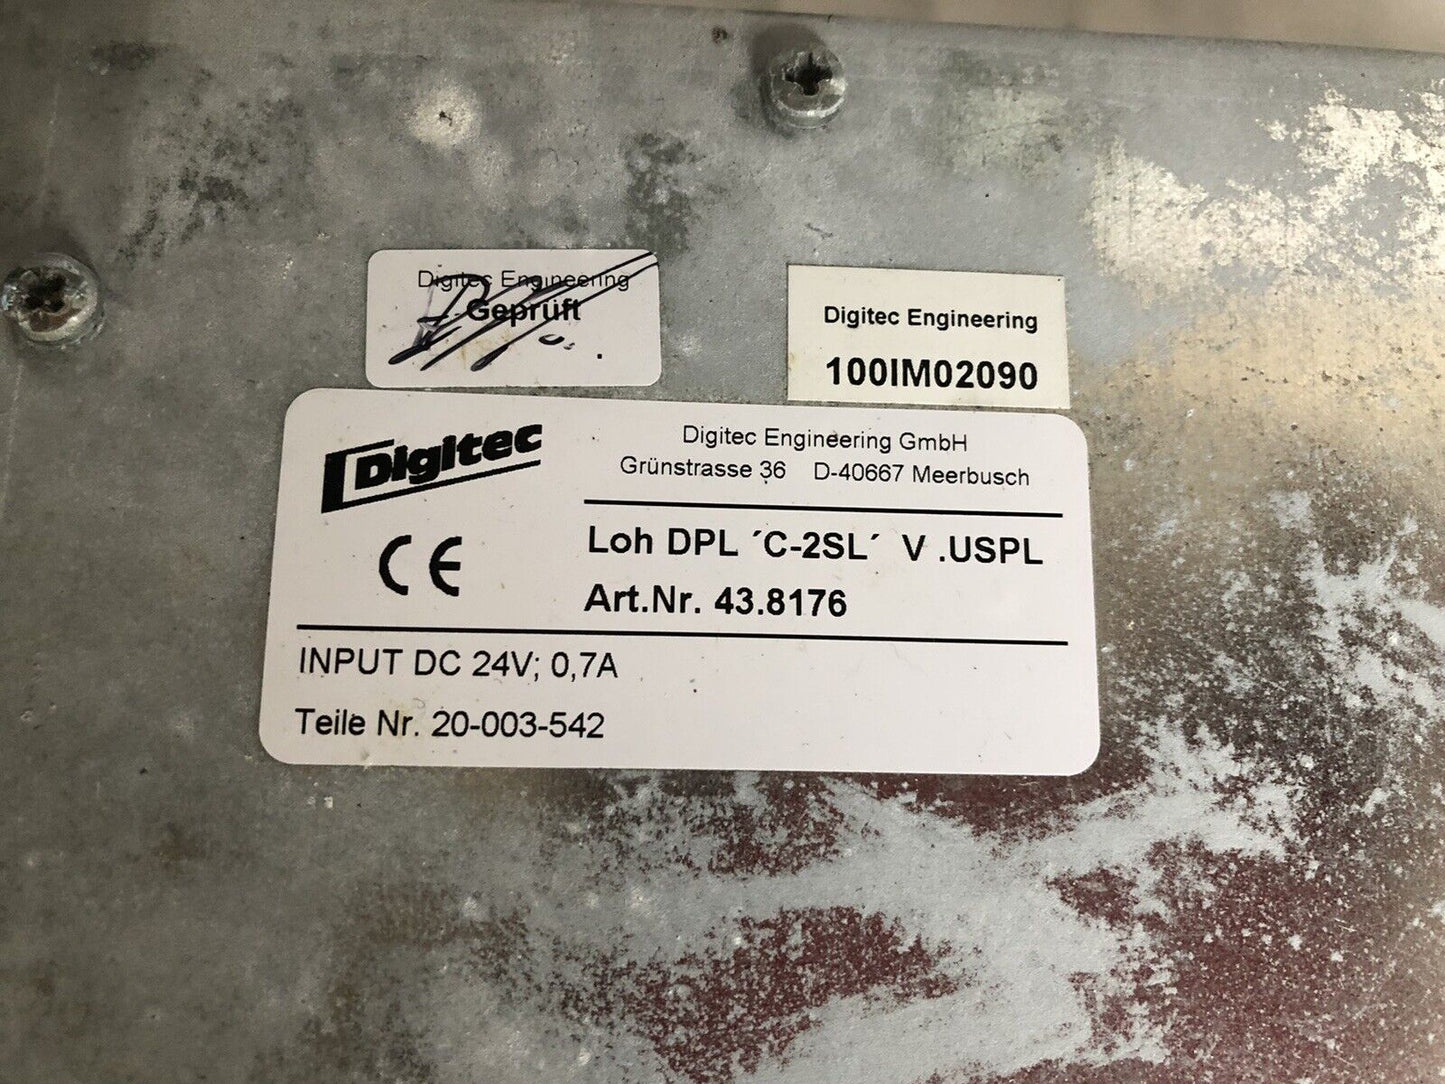 Digitec Engineering
Geprüft
Digitec Engineering
100IM02090
Digitec
Digitec Engineering GmbH
Grünstrasse 36 D-40667 Meerbusch
CE
Loh DPL ´C-2SL´ V .USPL
Art.Nr. 43.8176
INPUT DC 24V; 0,7A
Teile Nr. 20-003-542